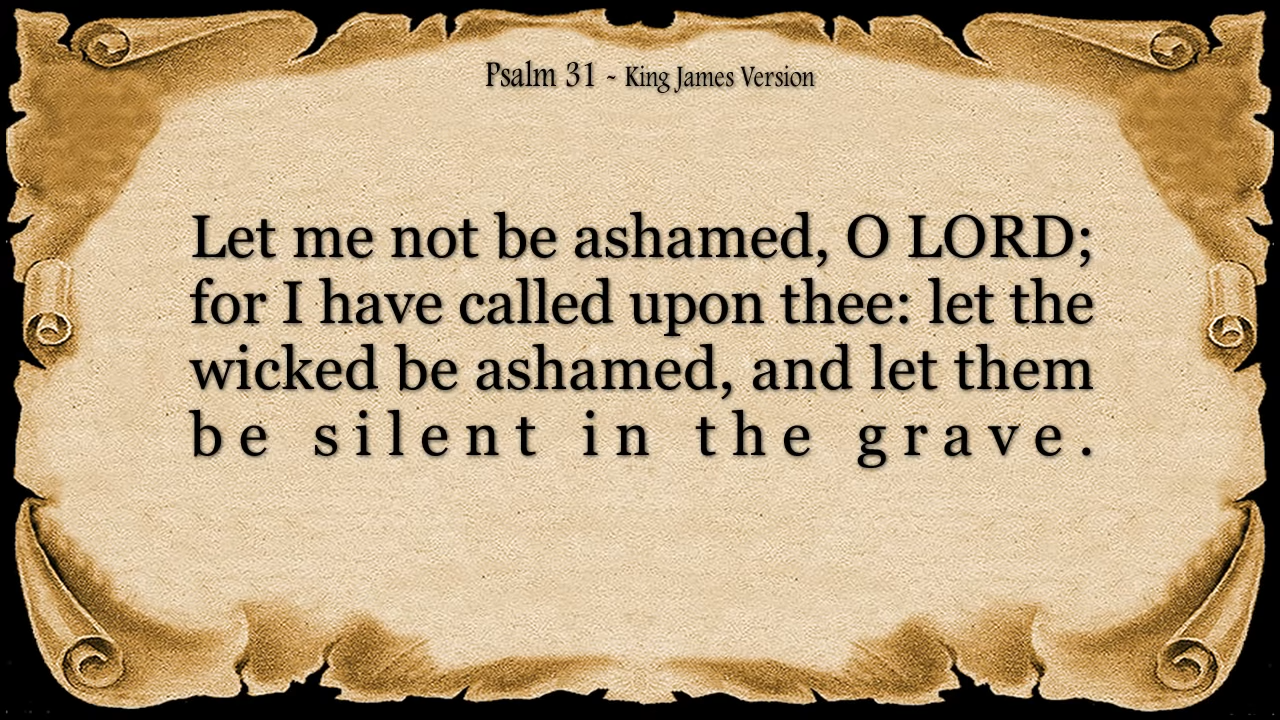 Psalm 31 - King James Version
Let me not be ashamed, O LORD;
for I have called upon thee: let the
wicked be ashamed, and let them
be silent in the grave.